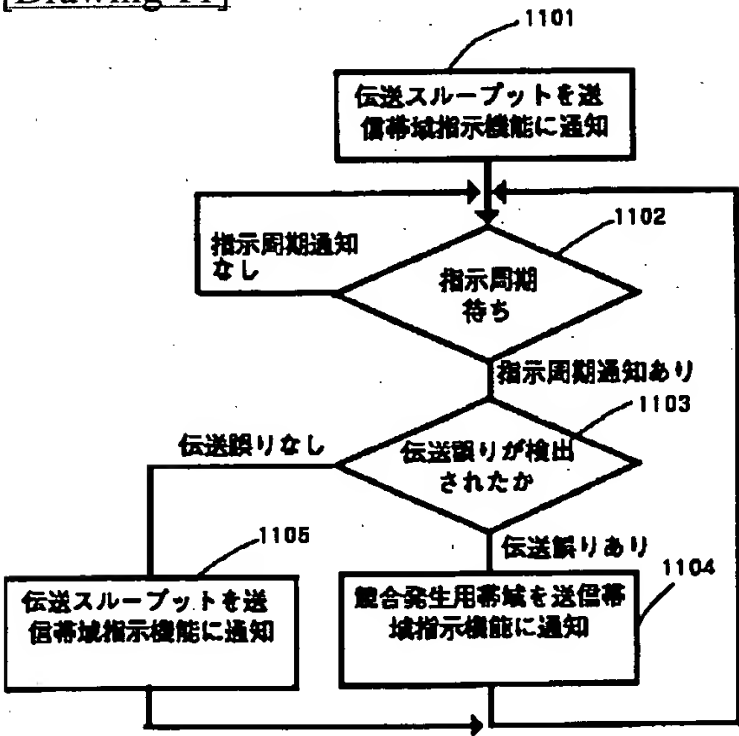 [Drawing 11]
1101
伝送スループットを送
信帯域指示機能に通知
1102
指示周期通知
なし
指示周期
待ち
指示周期通知あり
1103
伝送誤りなし
伝送誤りが検出
されたか
1105
伝送誤りあり
1104
伝送スループットを送
信帯域指示機能に通知
競合発生用帯域を送信帯
域指示機能に通知